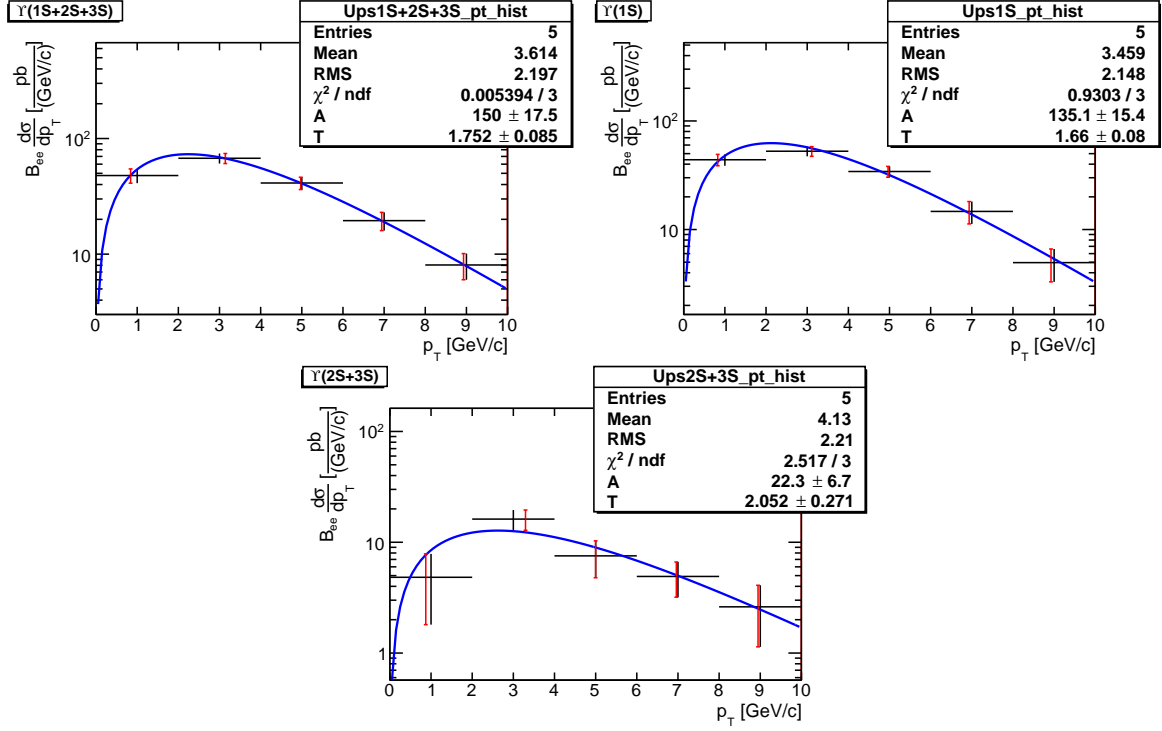 ϒ(1S+2S+3S)
Ups1S+2S+3S_pt_hist
Entries 5
Mean 3.614
RMS 2.197
χ² / ndf 0.005394 / 3
A 150 ± 17.5
T 1.752 ± 0.085
B_ee dσ/dp_T [pb/(GeV/c)]
10²
10
0 1 2 3 4 5 6 7 8 9 10
p_T [GeV/c]
ϒ(1S)
Ups1S_pt_hist
Entries 5
Mean 3.459
RMS 2.148
χ² / ndf 0.9303 / 3
A 135.1 ± 15.4
T 1.66 ± 0.08
B_ee dσ/dp_T [pb/(GeV/c)]
10²
10
0 1 2 3 4 5 6 7 8 9 10
p_T [GeV/c]
ϒ(2S+3S)
Ups2S+3S_pt_hist
Entries 5
Mean 4.13
RMS 2.21
χ² / ndf 2.517 / 3
A 22.3 ± 6.7
T 2.052 ± 0.271
B_ee dσ/dp_T [pb/(GeV/c)]
10²
10
1
0 1 2 3 4 5 6 7 8 9 10
p_T [GeV/c]